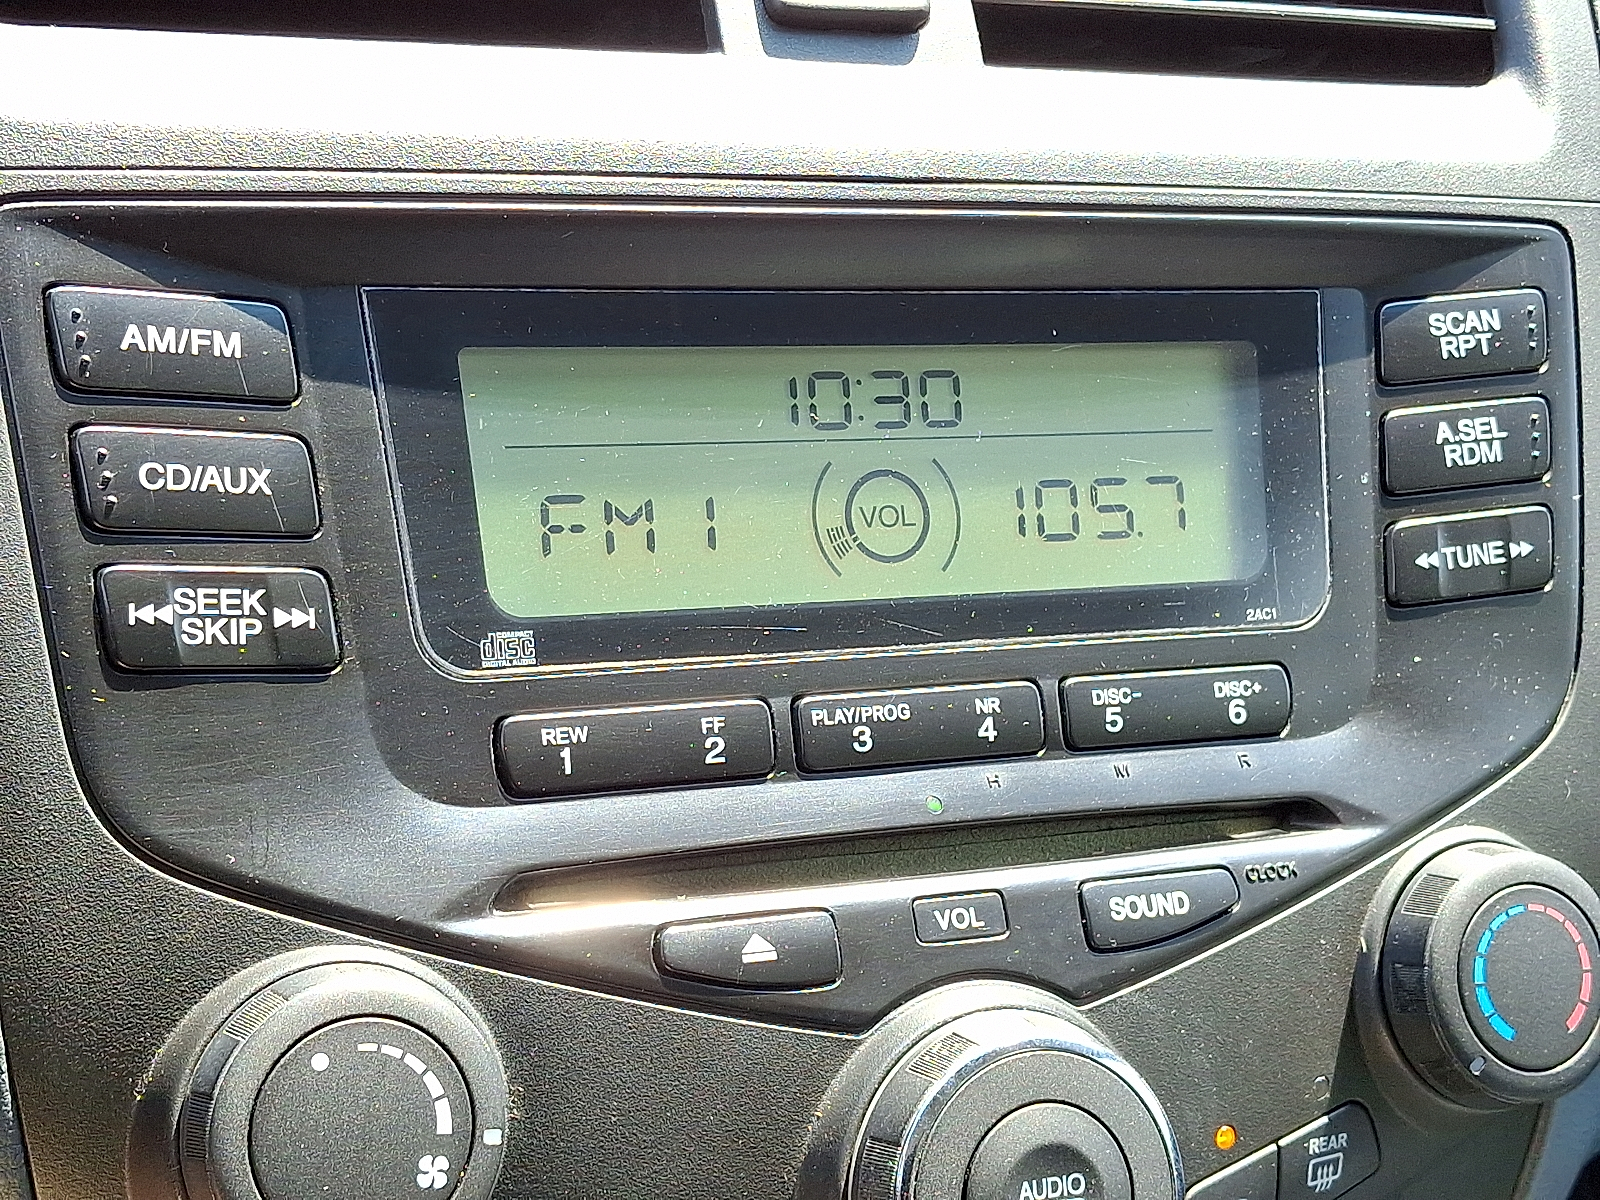 10:30
FM1
VOL
105.7
2AC1
COMPACT
disc
DIGITAL AUDIO
AM/FM
CD/AUX
SEEK
SKIP
SCAN
RPT
A.SEL
RDM
TUNE
REW
1
FF
2
PLAY/PROG
3
NR
4
DISC-
5
DISC+
6
H
M
R
CLOCK
VOL
SOUND
AUDIO
REAR